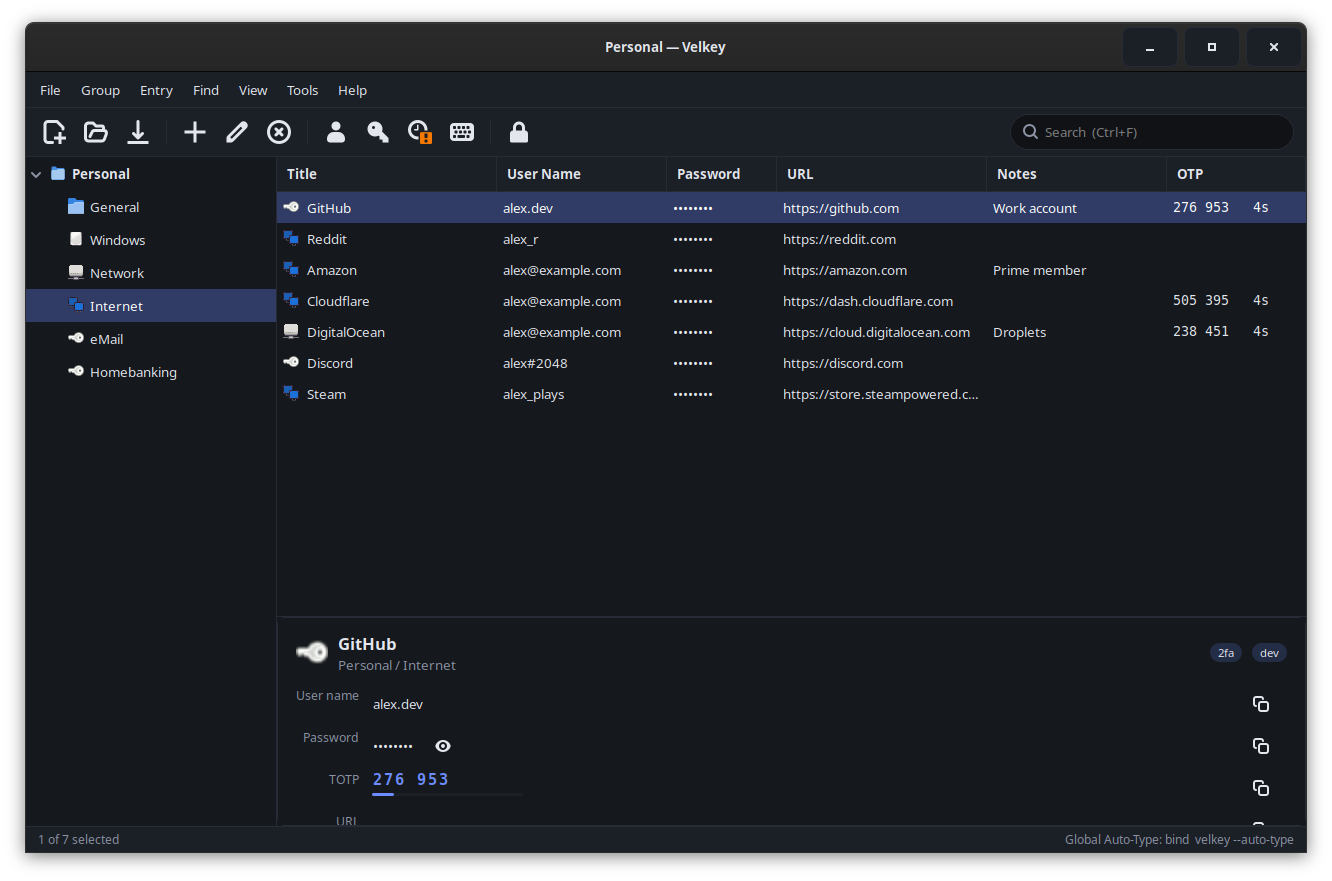 Personal — Velkey
File Group Entry Find View Tools Help
Search (Ctrl+F)
Personal
General
Windows
Network
Internet
eMail
Homebanking
Title User Name Password URL Notes OTP
GitHub alex.dev •••••••• https://github.com Work account 276 953 4s
Reddit alex_r •••••••• https://reddit.com
Amazon alex@example.com •••••••• https://amazon.com Prime member
Cloudflare alex@example.com •••••••• https://dash.cloudflare.com 505 395 4s
DigitalOcean alex@example.com •••••••• https://cloud.digitalocean.com Droplets 238 451 4s
Discord alex#2048 •••••••• https://discord.com
Steam alex_plays •••••••• https://store.steampowered.c...
GitHub
Personal / Internet
2fa dev
User name alex.dev
Password ••••••••
TOTP 276 953
URL
1 of 7 selected
Global Auto-Type: bind velkey --auto-type